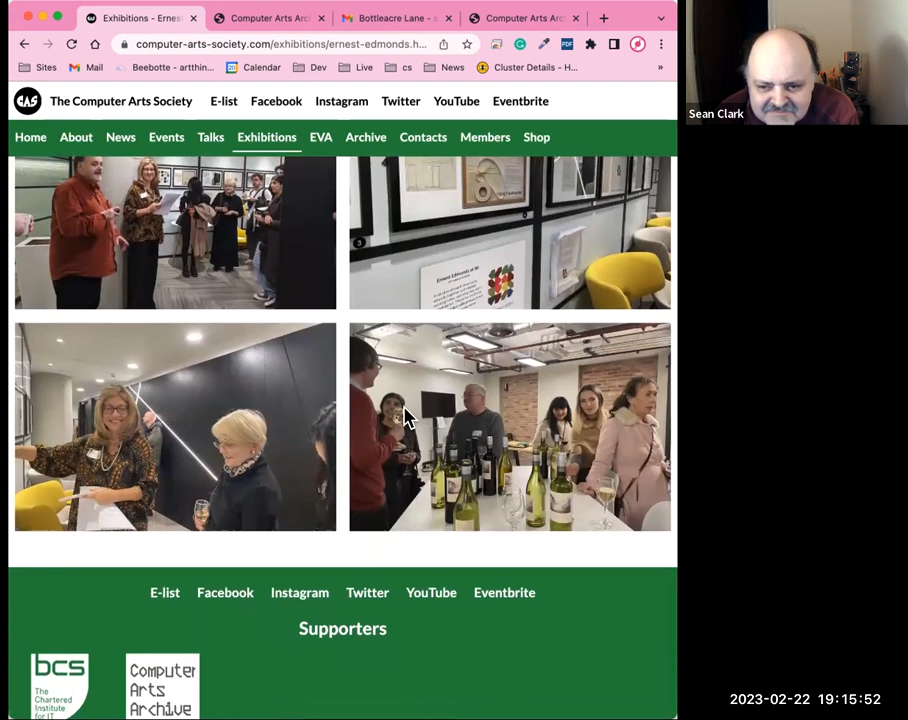 Exhibitions - Ernest
Computer Arts Arc
Bottleacre Lane - s
Computer Arts Arc
computer-arts-society.com/exhibitions/ernest-edmonds.h...
Sites Mail Beebotte - artthin... Calendar Dev Live cs News Cluster Details - H... »
CAS The Computer Arts Society E-list Facebook Instagram Twitter YouTube Eventbrite
Home About News Events Talks Exhibitions EVA Archive Contacts Members Shop
Sean Clark
3
E-list Facebook Instagram Twitter YouTube Eventbrite
Supporters
bcs
The
Chartered
Institute
for IT
Computer
Arts
Archive
2023-02-22 19:15:52